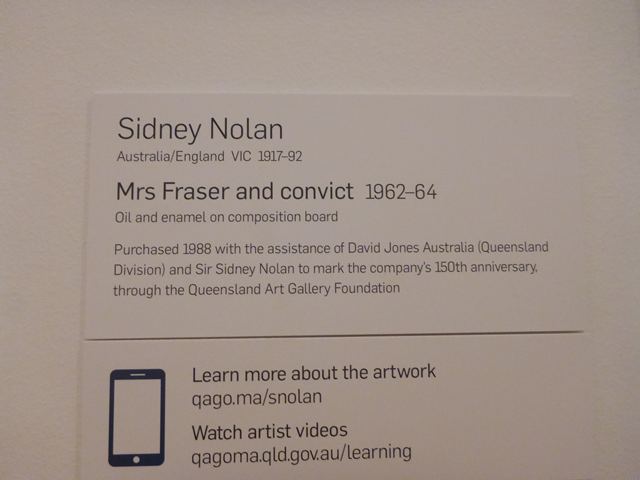 Sidney Nolan
Australia/England VIC 1917–92
Mrs Fraser and convict 1962–64
Oil and enamel on composition board
Purchased 1988 with the assistance of David Jones Australia (Queensland
Division) and Sir Sidney Nolan to mark the company's 150th anniversary,
through the Queensland Art Gallery Foundation
Learn more about the artwork
qago.ma/snolan
Watch artist videos
qagoma.qld.gov.au/learning